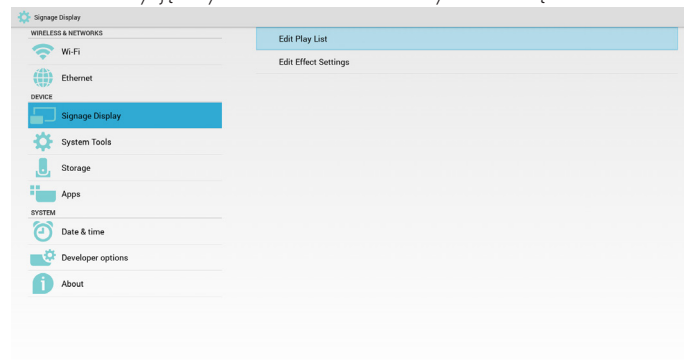 Signage Display
WIRELESS & NETWORKS
Wi-Fi
Ethernet
DEVICE
Signage Display
System Tools
Storage
Apps
SYSTEM
Date & time
Developer options
About
Edit Play List
Edit Effect Settings